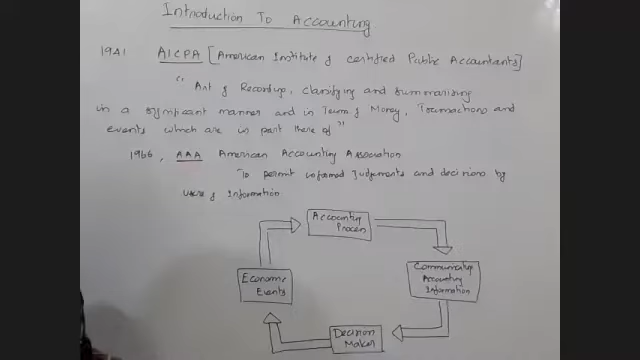 Introduction To Accounting
1941 AICPA [American Institute of Certified Public Accountants]
" Art of Recording, Classifying and Summarising
in a significant manner and in Terms of Money, Transactions and
events which are in part there of "
1966, AAA American Accounting Association
To permit informed Judgements and decisions by
users of Information
Accounting
Process
Economic
Events
Communicating
Accounting
Information
Decision
Maker